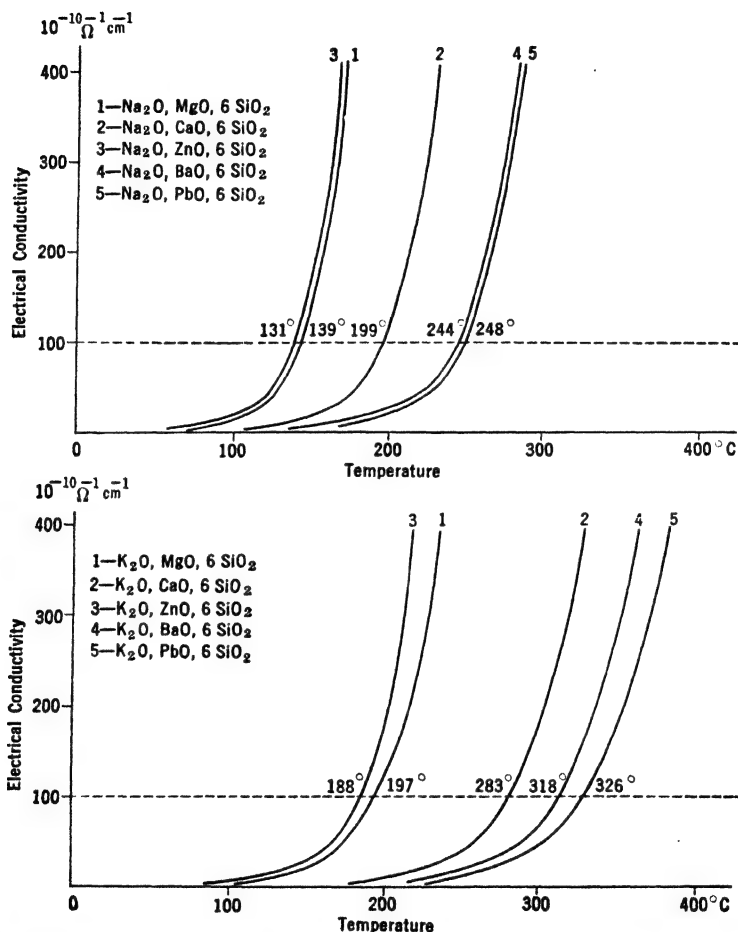 10⁻¹⁰Ω⁻¹cm⁻¹
3 1 2 4 5
400
1—Na₂O, MgO, 6 SiO₂
2—Na₂O, CaO, 6 SiO₂
3—Na₂O, ZnO, 6 SiO₂
4—Na₂O, BaO, 6 SiO₂
5—Na₂O, PbO, 6 SiO₂
300
200
100
Electrical Conductivity
131° 139° 199° 244° 248°
0 100 200 300 400°C
Temperature
10⁻¹⁰Ω⁻¹cm⁻¹
3 1 2 4 5
400
1—K₂O, MgO, 6 SiO₂
2—K₂O, CaO, 6 SiO₂
3—K₂O, ZnO, 6 SiO₂
4—K₂O, BaO, 6 SiO₂
5—K₂O, PbO, 6 SiO₂
300
200
100
Electrical Conductivity
188° 197° 283° 318° 326°
0 100 200 300 400°C
Temperature